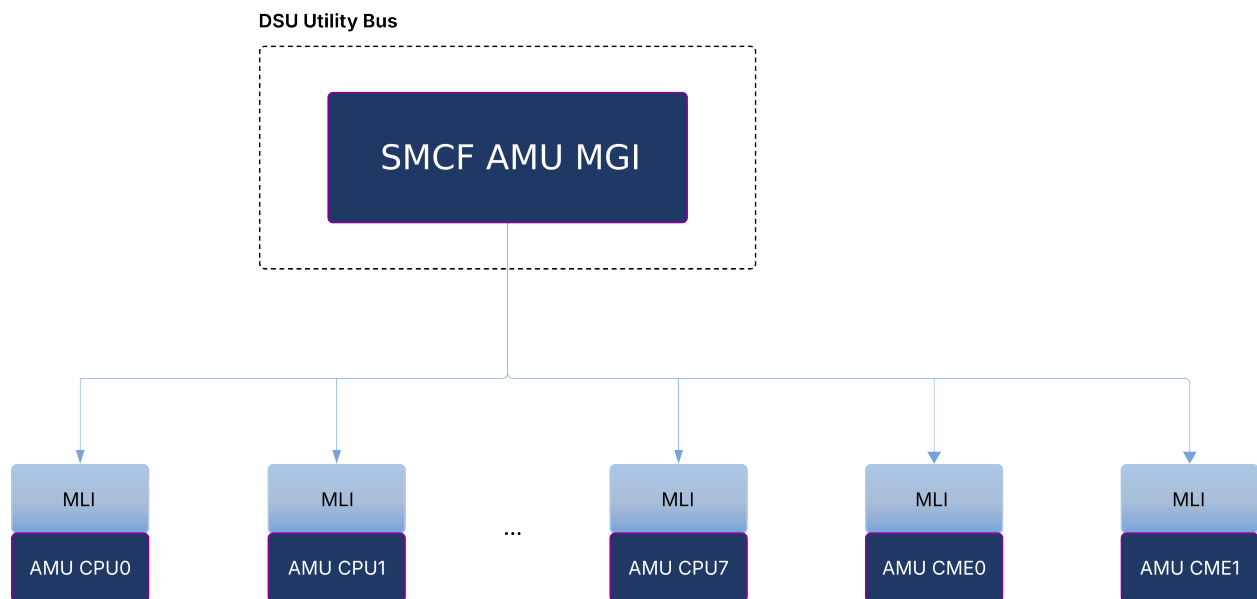 DSU Utility Bus
SMCF AMU MGI
MLI
MLI
MLI
MLI
MLI
...
AMU CPU0
AMU CPU1
AMU CPU7
AMU CME0
AMU CME1